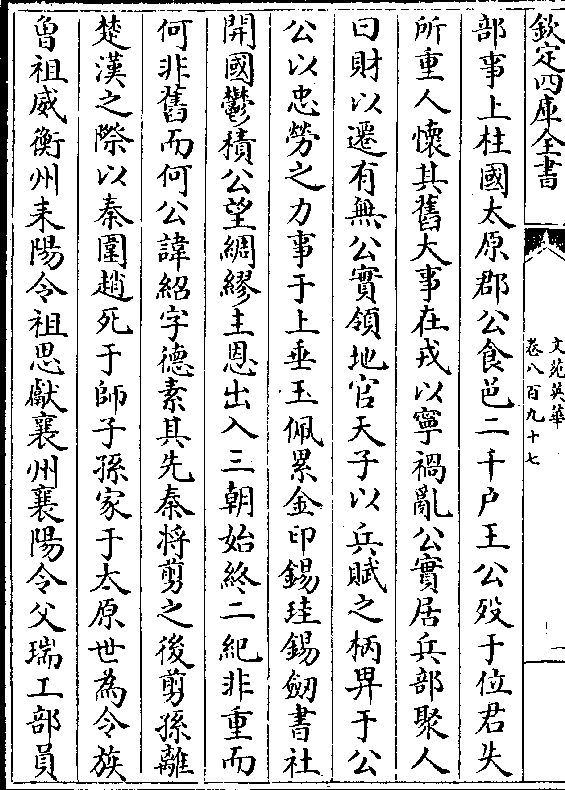 欽定四庫全書
文苑英華
卷八百九十七
一
部事上柱國太原郡公食邑二千户王公歿于位君失
所重人懷其舊大事在戎以寧禍亂公實居兵部聚人
曰財以遷有無公實領地官天子以兵賦之柄畀于公
公以忠勞之力事于上垂玉佩累金印錫珪錫劒書社
開國鬱積公望綢繆主恩出入三朝始終二紀非重而
何非舊而何公諱紹字德素其先秦將剪之後剪孫離
楚漢之際以秦圍趙死于師子孫家于太原世為令族
曾祖威衡州耒陽令祖思獻襄州襄陽令父瑞工部員